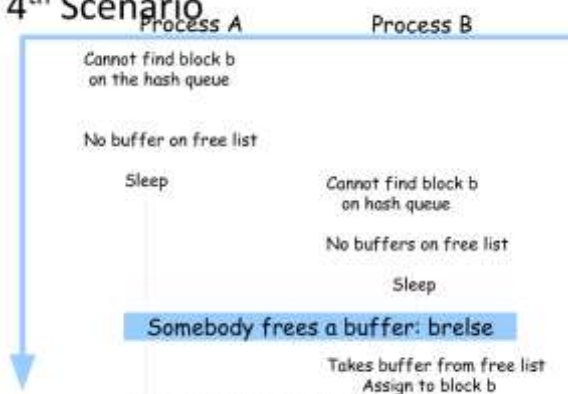 4th Scenario
Process A
Process B
Cannot find block b
on the hash queue
No buffer on free list
Sleep
Cannot find block b
on hash queue
No buffers on free list
Sleep
Somebody frees a buffer: brelse
Takes buffer from free list
Assign to block b